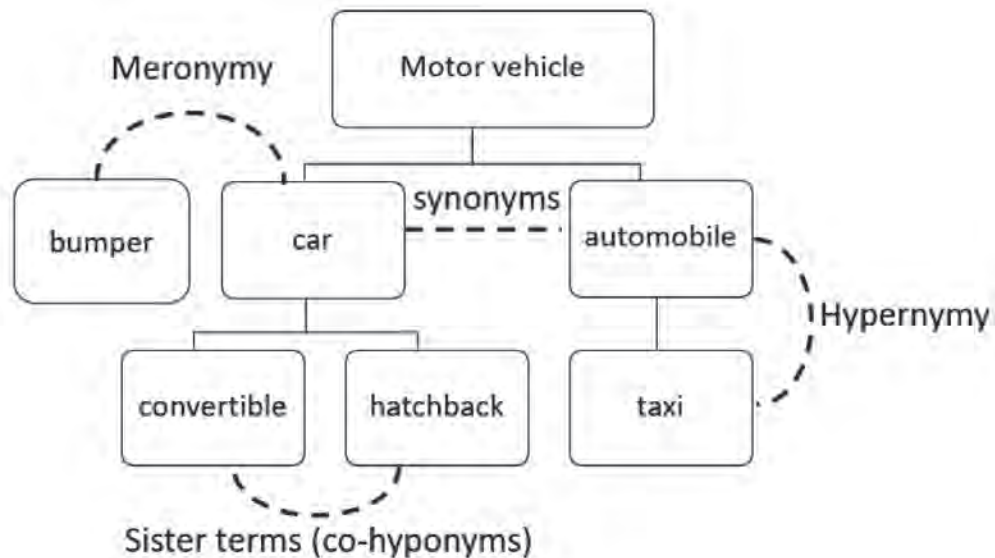 Motor vehicle
Meronymy
bumper
car
synonyms
automobile
Hypernymy
convertible
hatchback
taxi
Sister terms (co-hyponyms)